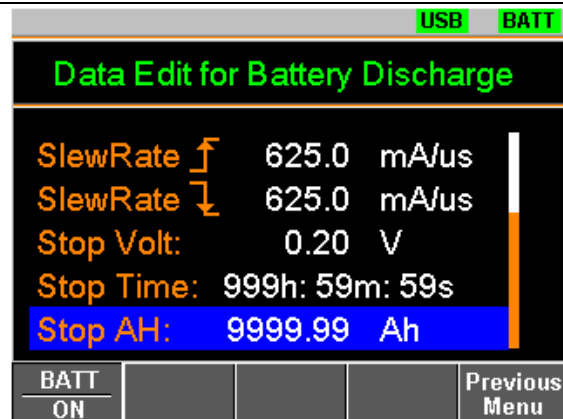 USB BATT
Data Edit for Battery Discharge
SlewRate 625.0 mA/us
SlewRate 625.0 mA/us
Stop Volt: 0.20 V
Stop Time: 999h: 59m: 59s
Stop AH: 9999.99 Ah
BATT Previous
ON Menu